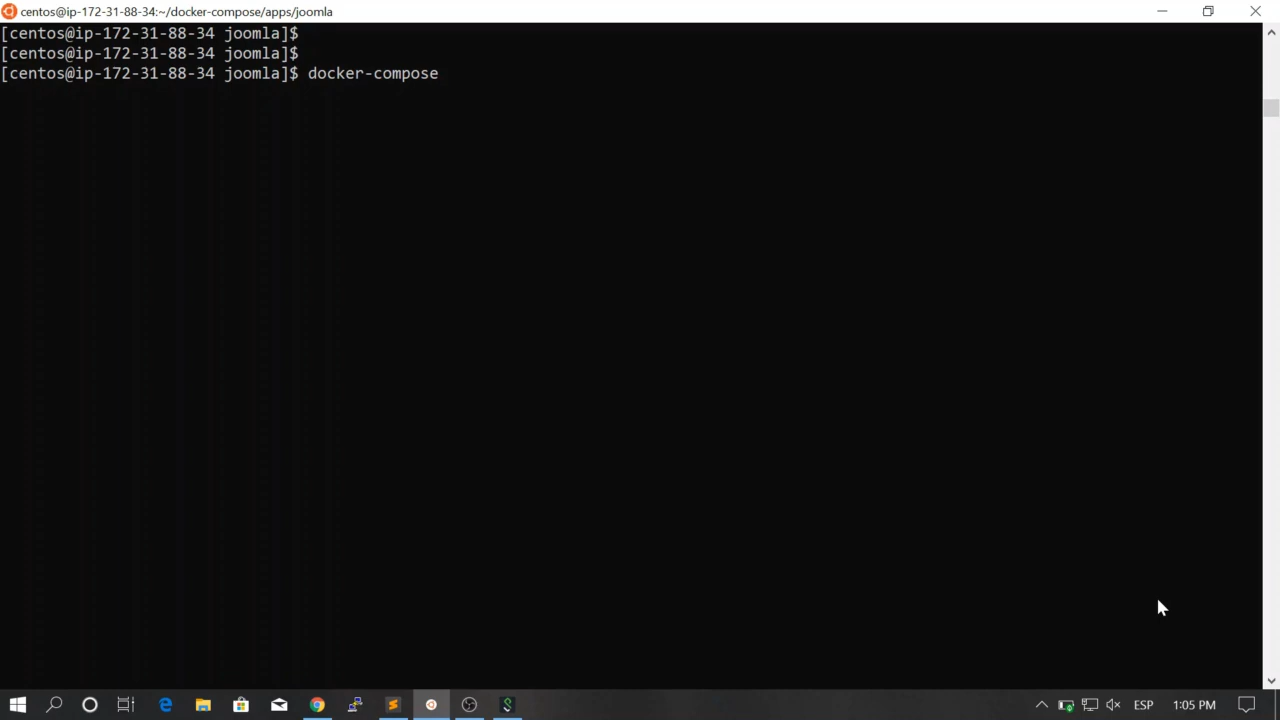 centos@ip-172-31-88-34:~/docker-compose/apps/joomla
[centos@ip-172-31-88-34 joomla]$
[centos@ip-172-31-88-34 joomla]$
[centos@ip-172-31-88-34 joomla]$ docker-compose
ESP
1:05 PM